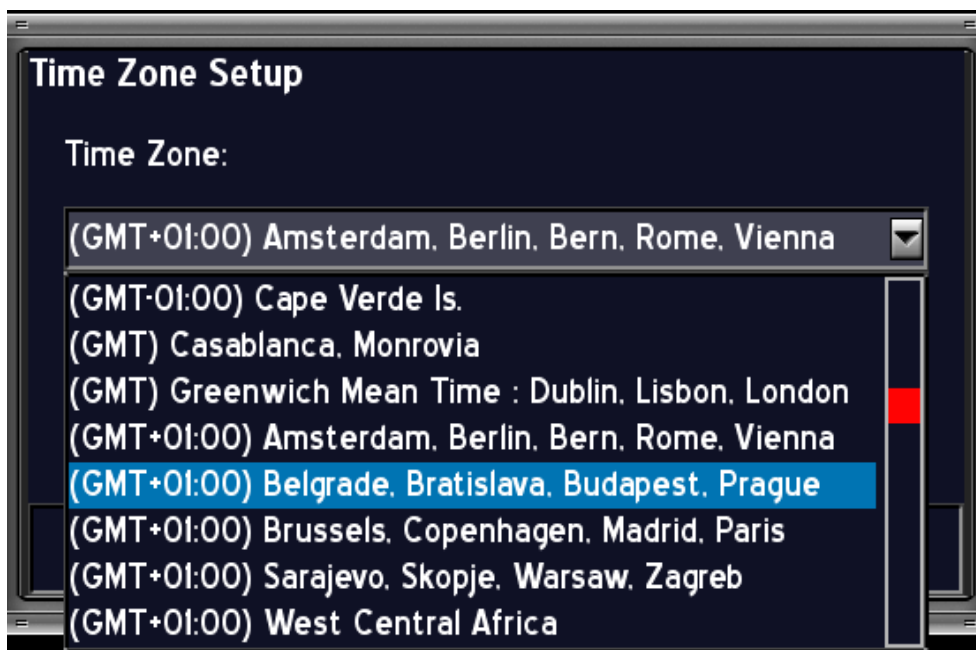 Time Zone Setup
Time Zone:
(GMT+01:00) Amsterdam, Berlin, Bern, Rome, Vienna
(GMT-01:00) Cape Verde Is.
(GMT) Casablanca, Monrovia
(GMT) Greenwich Mean Time : Dublin, Lisbon, London
(GMT+01:00) Amsterdam, Berlin, Bern, Rome, Vienna
(GMT+01:00) Belgrade, Bratislava, Budapest, Prague
(GMT+01:00) Brussels, Copenhagen, Madrid, Paris
(GMT+01:00) Sarajevo, Skopje, Warsaw, Zagreb
(GMT+01:00) West Central Africa